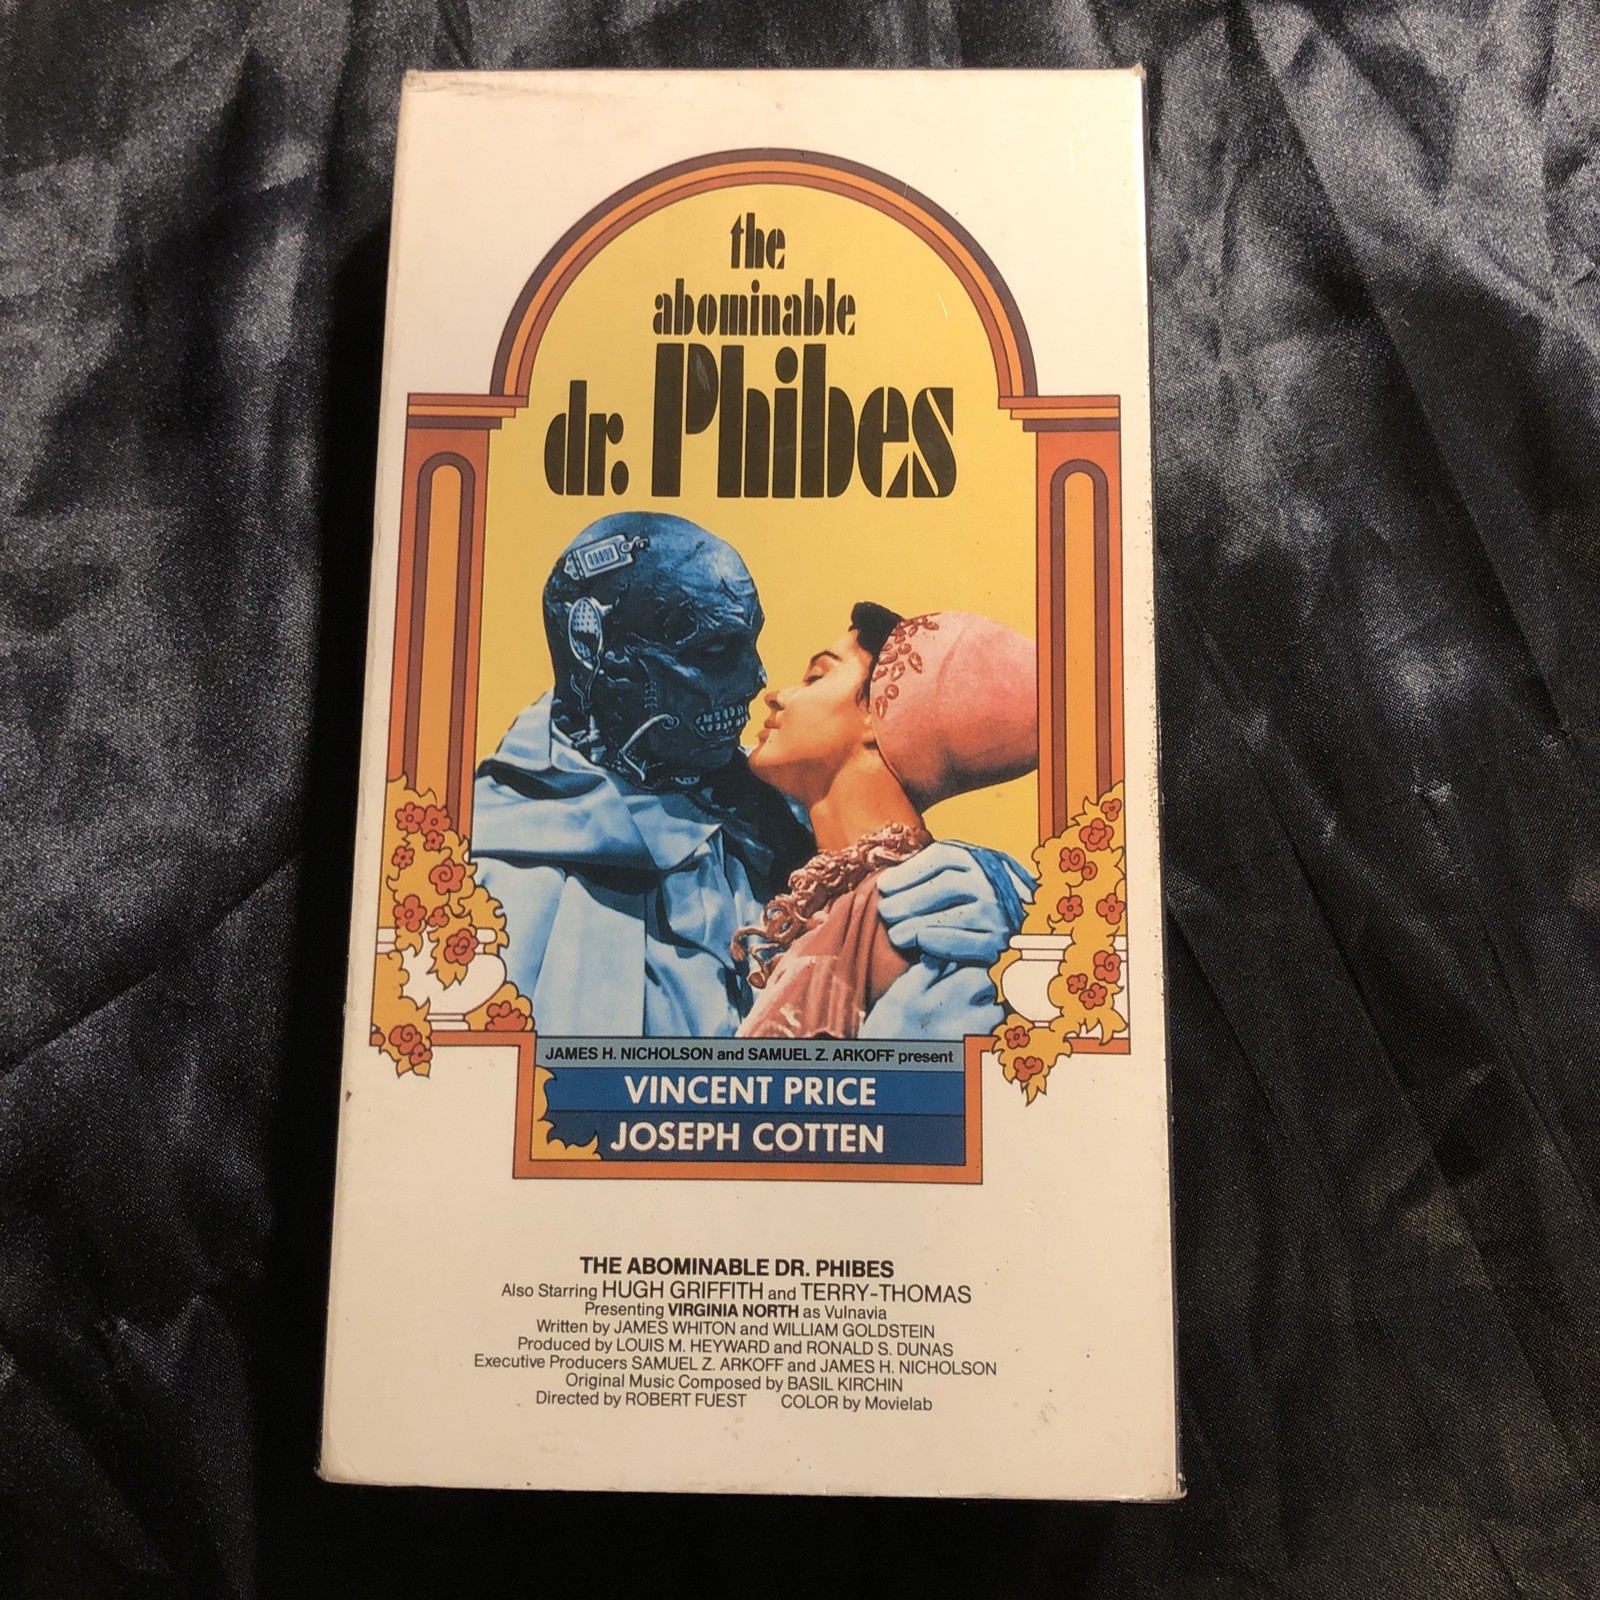 the
abominable
dr. Phibes
JAMES H. NICHOLSON and SAMUEL Z. ARKOFF present
VINCENT PRICE
JOSEPH COTTEN
THE ABOMINABLE DR. PHIBES
Also Starring HUGH GRIFFITH and TERRY-THOMAS
Presenting VIRGINIA NORTH as Vulnavia
Written by JAMES WHITON and WILLIAM GOLDSTEIN
Produced by LOUIS M. HEYWARD and RONALD S. DUNAS
Executive Producers SAMUEL Z. ARKOFF and JAMES H. NICHOLSON
Original Music Composed by BASIL KIRCHIN
Directed by ROBERT FUEST COLOR by Movielab